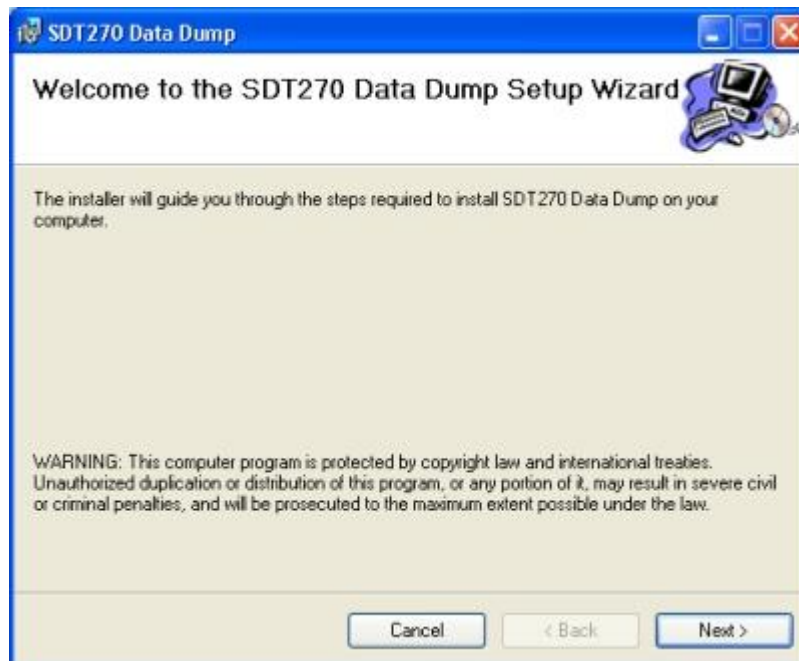 SDT270 Data Dump
Welcome to the SDT270 Data Dump Setup Wizard
The installer will guide you through the steps required to install SDT270 Data Dump on your
computer.
WARNING: This computer program is protected by copyright law and international treaties.
Unauthorized duplication or distribution of this program, or any portion of it, may result in severe civil
or criminal penalties, and will be prosecuted to the maximum extent possible under the law.
Cancel < Back Next >